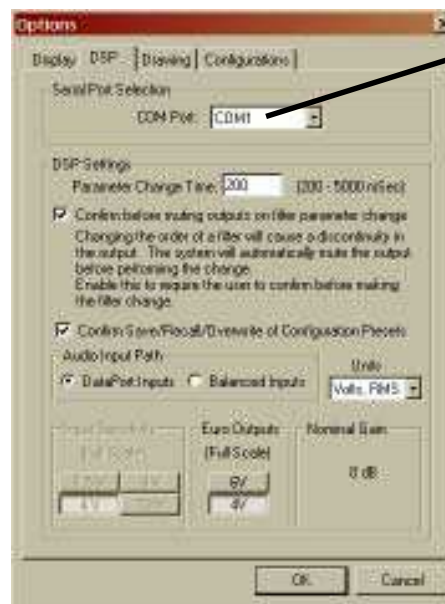 Options
Display DSP Drawing Configurations
Serial Port Selection
COM Port: COM1
DSP Settings
Parameter Change Time: 200 (200 - 5000 mSec)
Confirm before muting outputs on filter parameter change
Changing the order of a filter will cause a discontinuity in
the output. The system will automatically mute the output
before performing the change.
Enable this to require the user to confirm before making
the filter change.
Confirm Save/Recall/Overwrite of Configuration Presets
Audio Input Path
DataPort Inputs Balanced Inputs
Units
Volts, RMS
Input Sensitivity
(Full Scale)
Euro Outputs
(Full Scale)
8V
4V
Nominal Gain
0 dB
OK Cancel